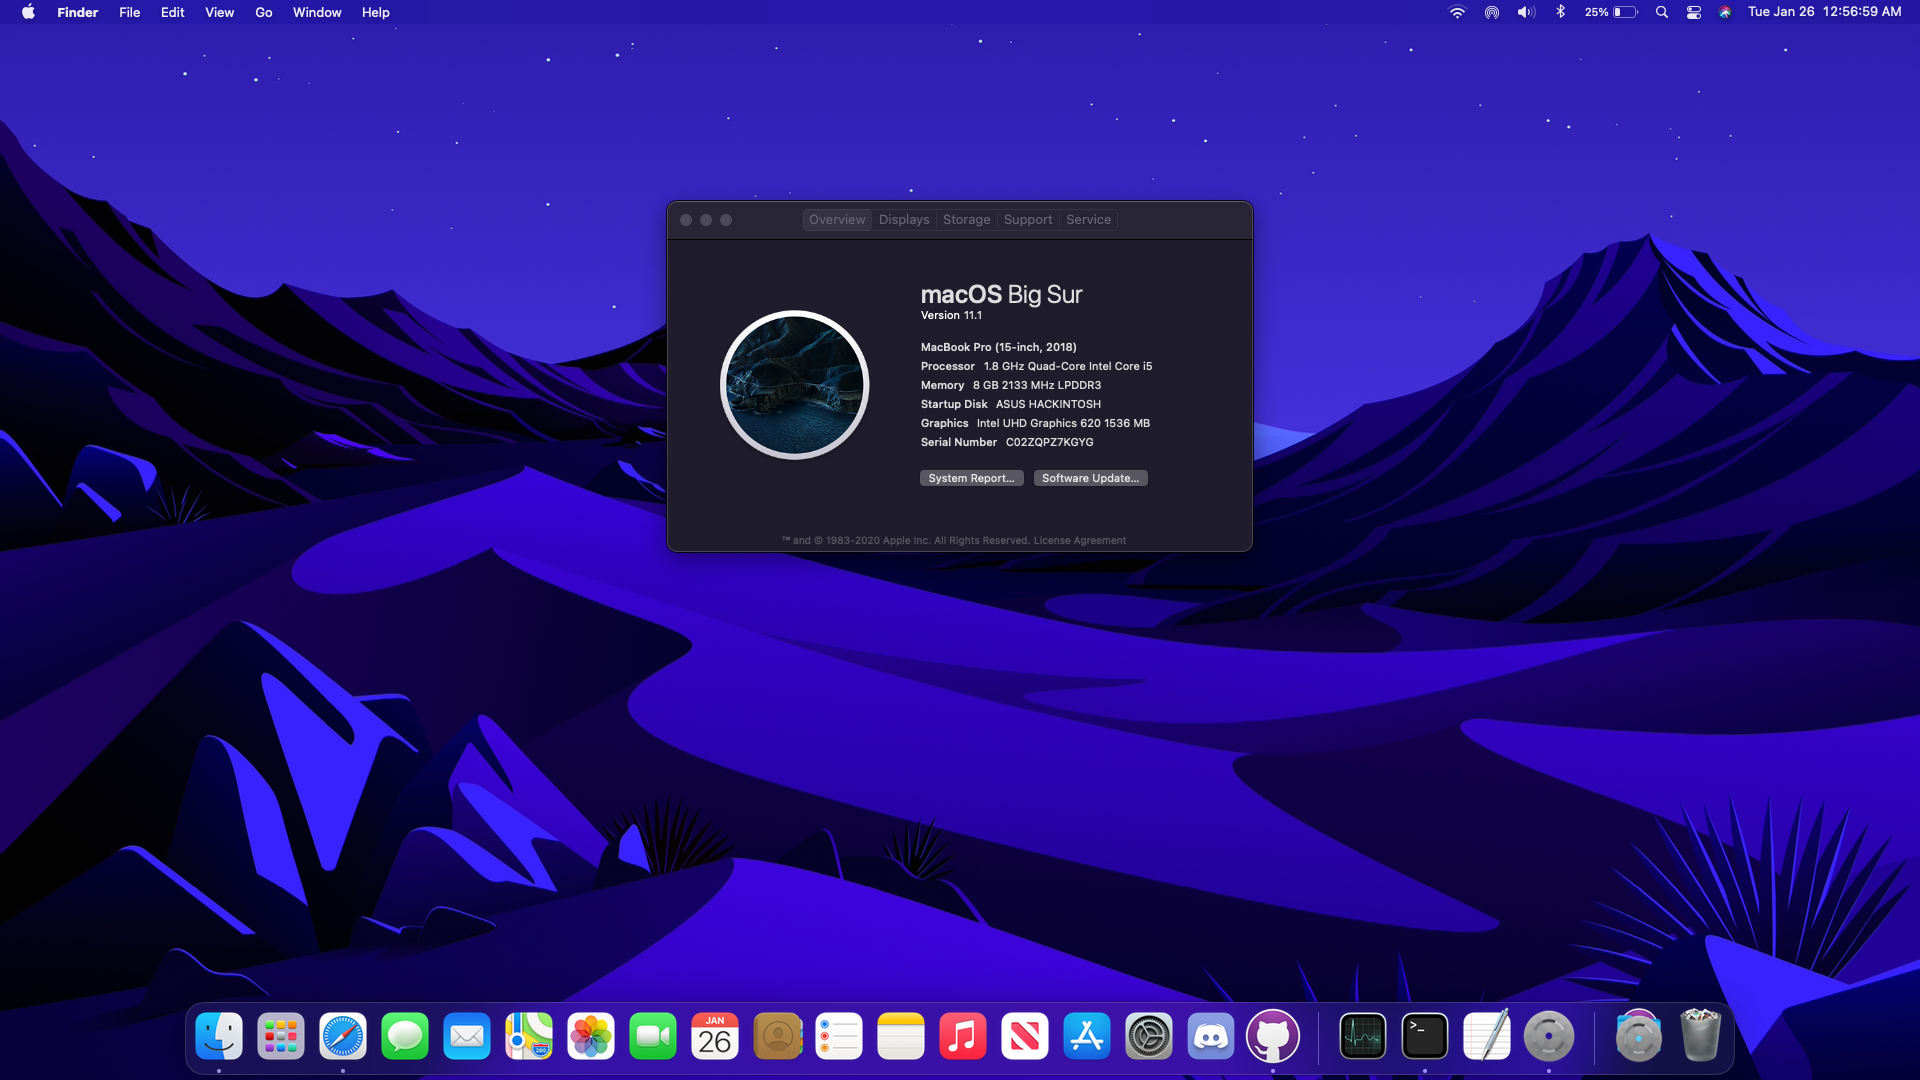 Finder File Edit View Go Window Help 25% Tue Jan 26 12:56:59 AM
Overview Displays Storage Support Service
macOS Big Sur
Version 11.1
MacBook Pro (15-inch, 2018)
Processor 1.8 GHz Quad-Core Intel Core i5
Memory 8 GB 2133 MHz LPDDR3
Startup Disk ASUS HACKINTOSH
Graphics Intel UHD Graphics 620 1536 MB
Serial Number C02ZQPZ7KGYG
System Report... Software Update...
™ and © 1983-2020 Apple Inc. All Rights Reserved. License Agreement
JAN
26
280
>_